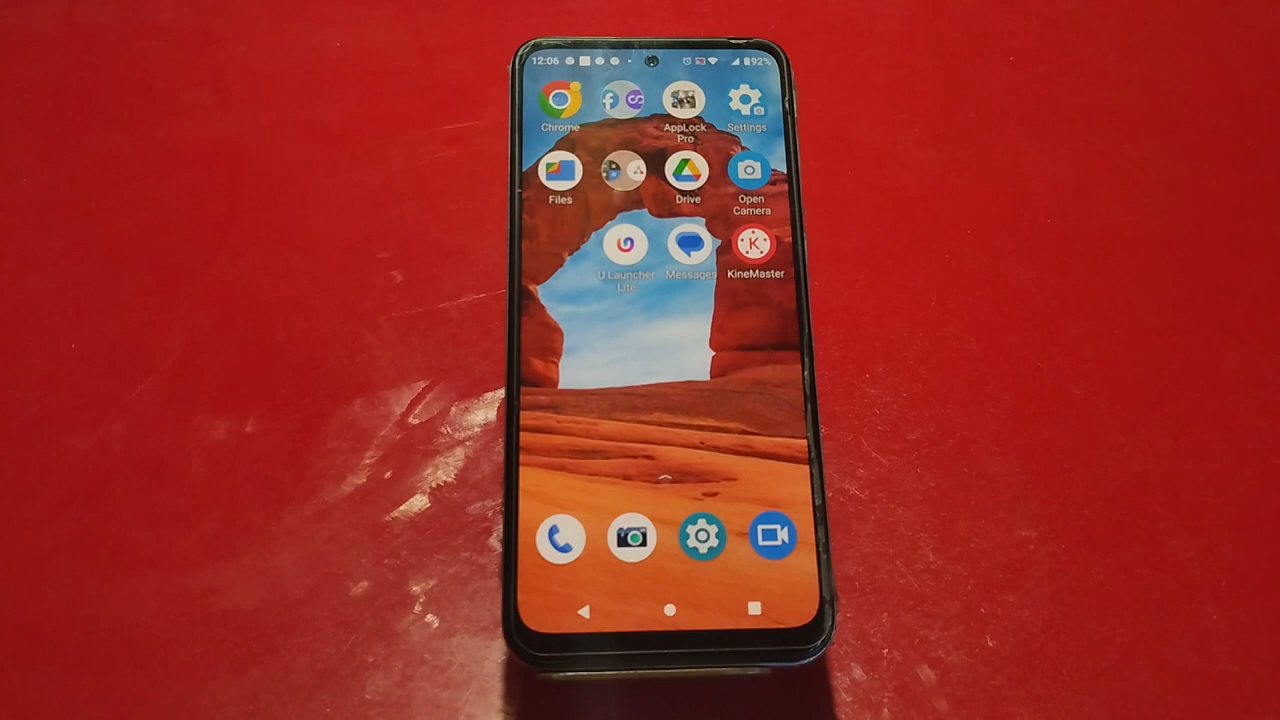 12:06 92%
Chrome
AppLock Pro
Settings
Files
Drive
Open Camera
U Launcher Lite
Messages
KineMaster